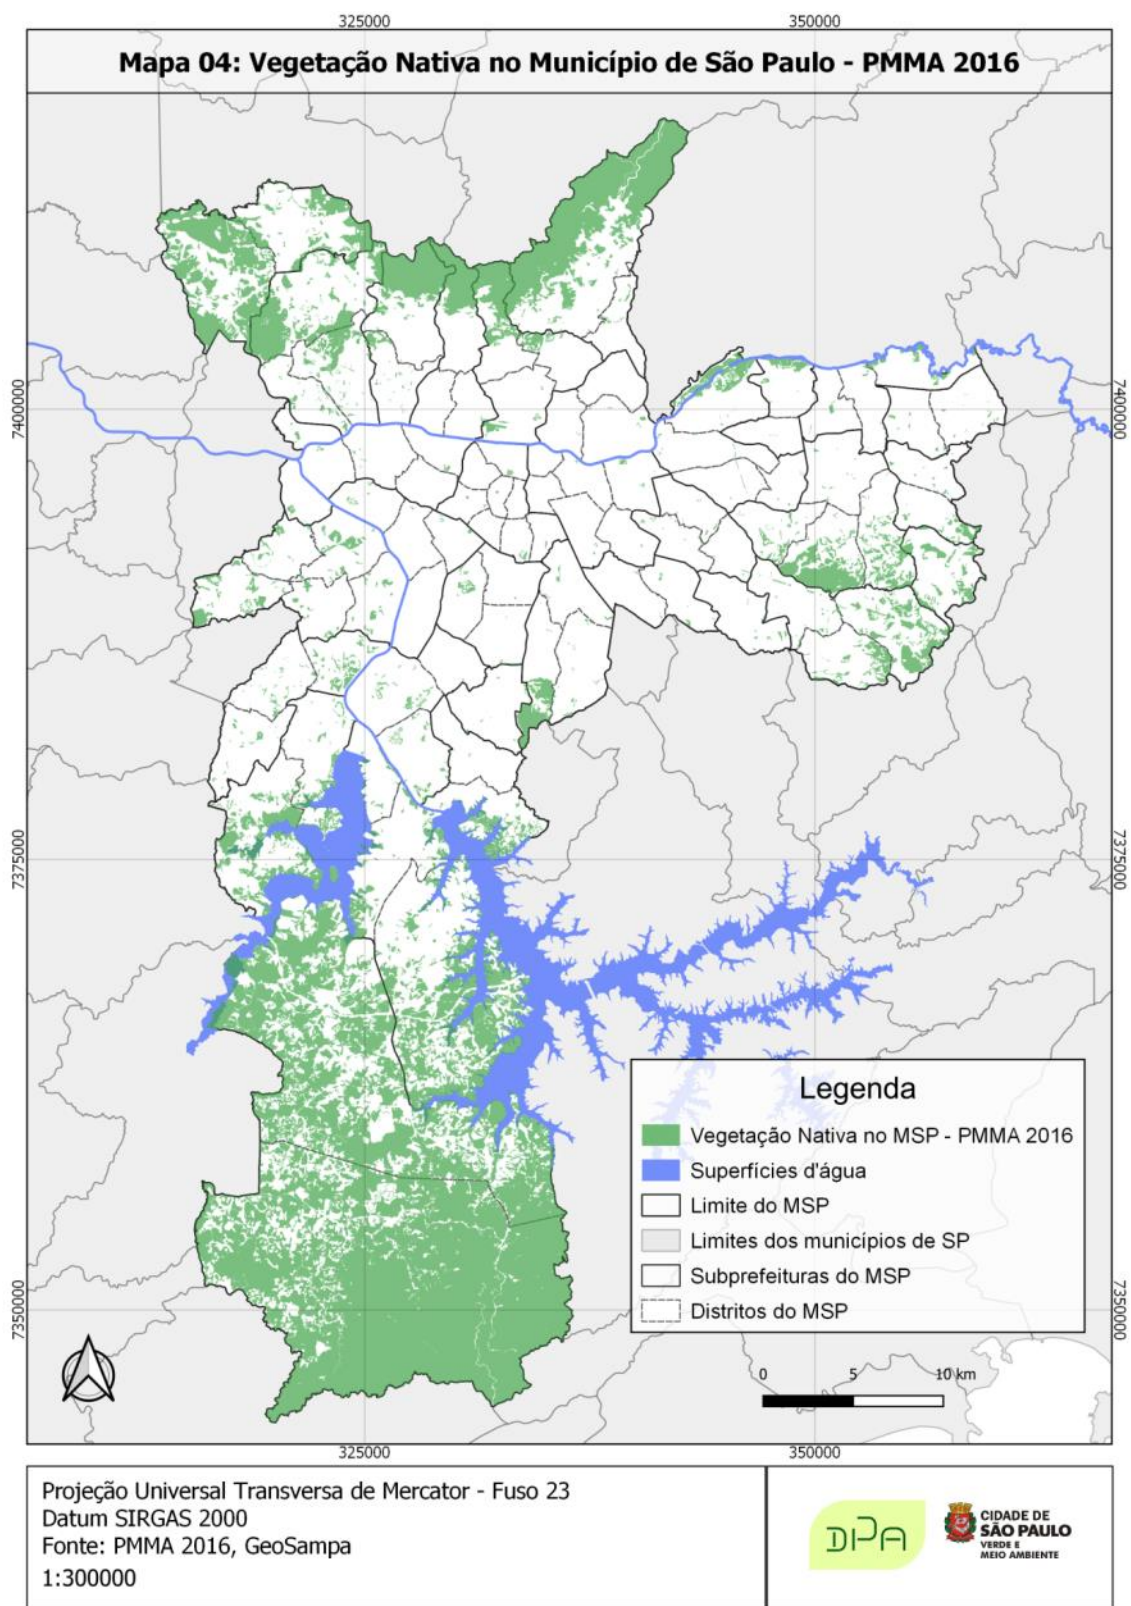 325000
350000
Mapa 04: Vegetação Nativa no Município de São Paulo - PMMA 2016
7400000
7400000
7375000
7375000
Legenda
Vegetação Nativa no MSP - PMMA 2016
Superfícies d'água
Limite do MSP
Limites dos municípios de SP
Subprefeituras do MSP
Distritos do MSP
7350000
7350000
0 5 10 km
325000
350000
Projeção Universal Transversa de Mercator - Fuso 23
Datum SIRGAS 2000
Fonte: PMMA 2016, GeoSampa
1:300000
DPA
CIDADE DE
SÃO PAULO
VERDE E
MEIO AMBIENTE